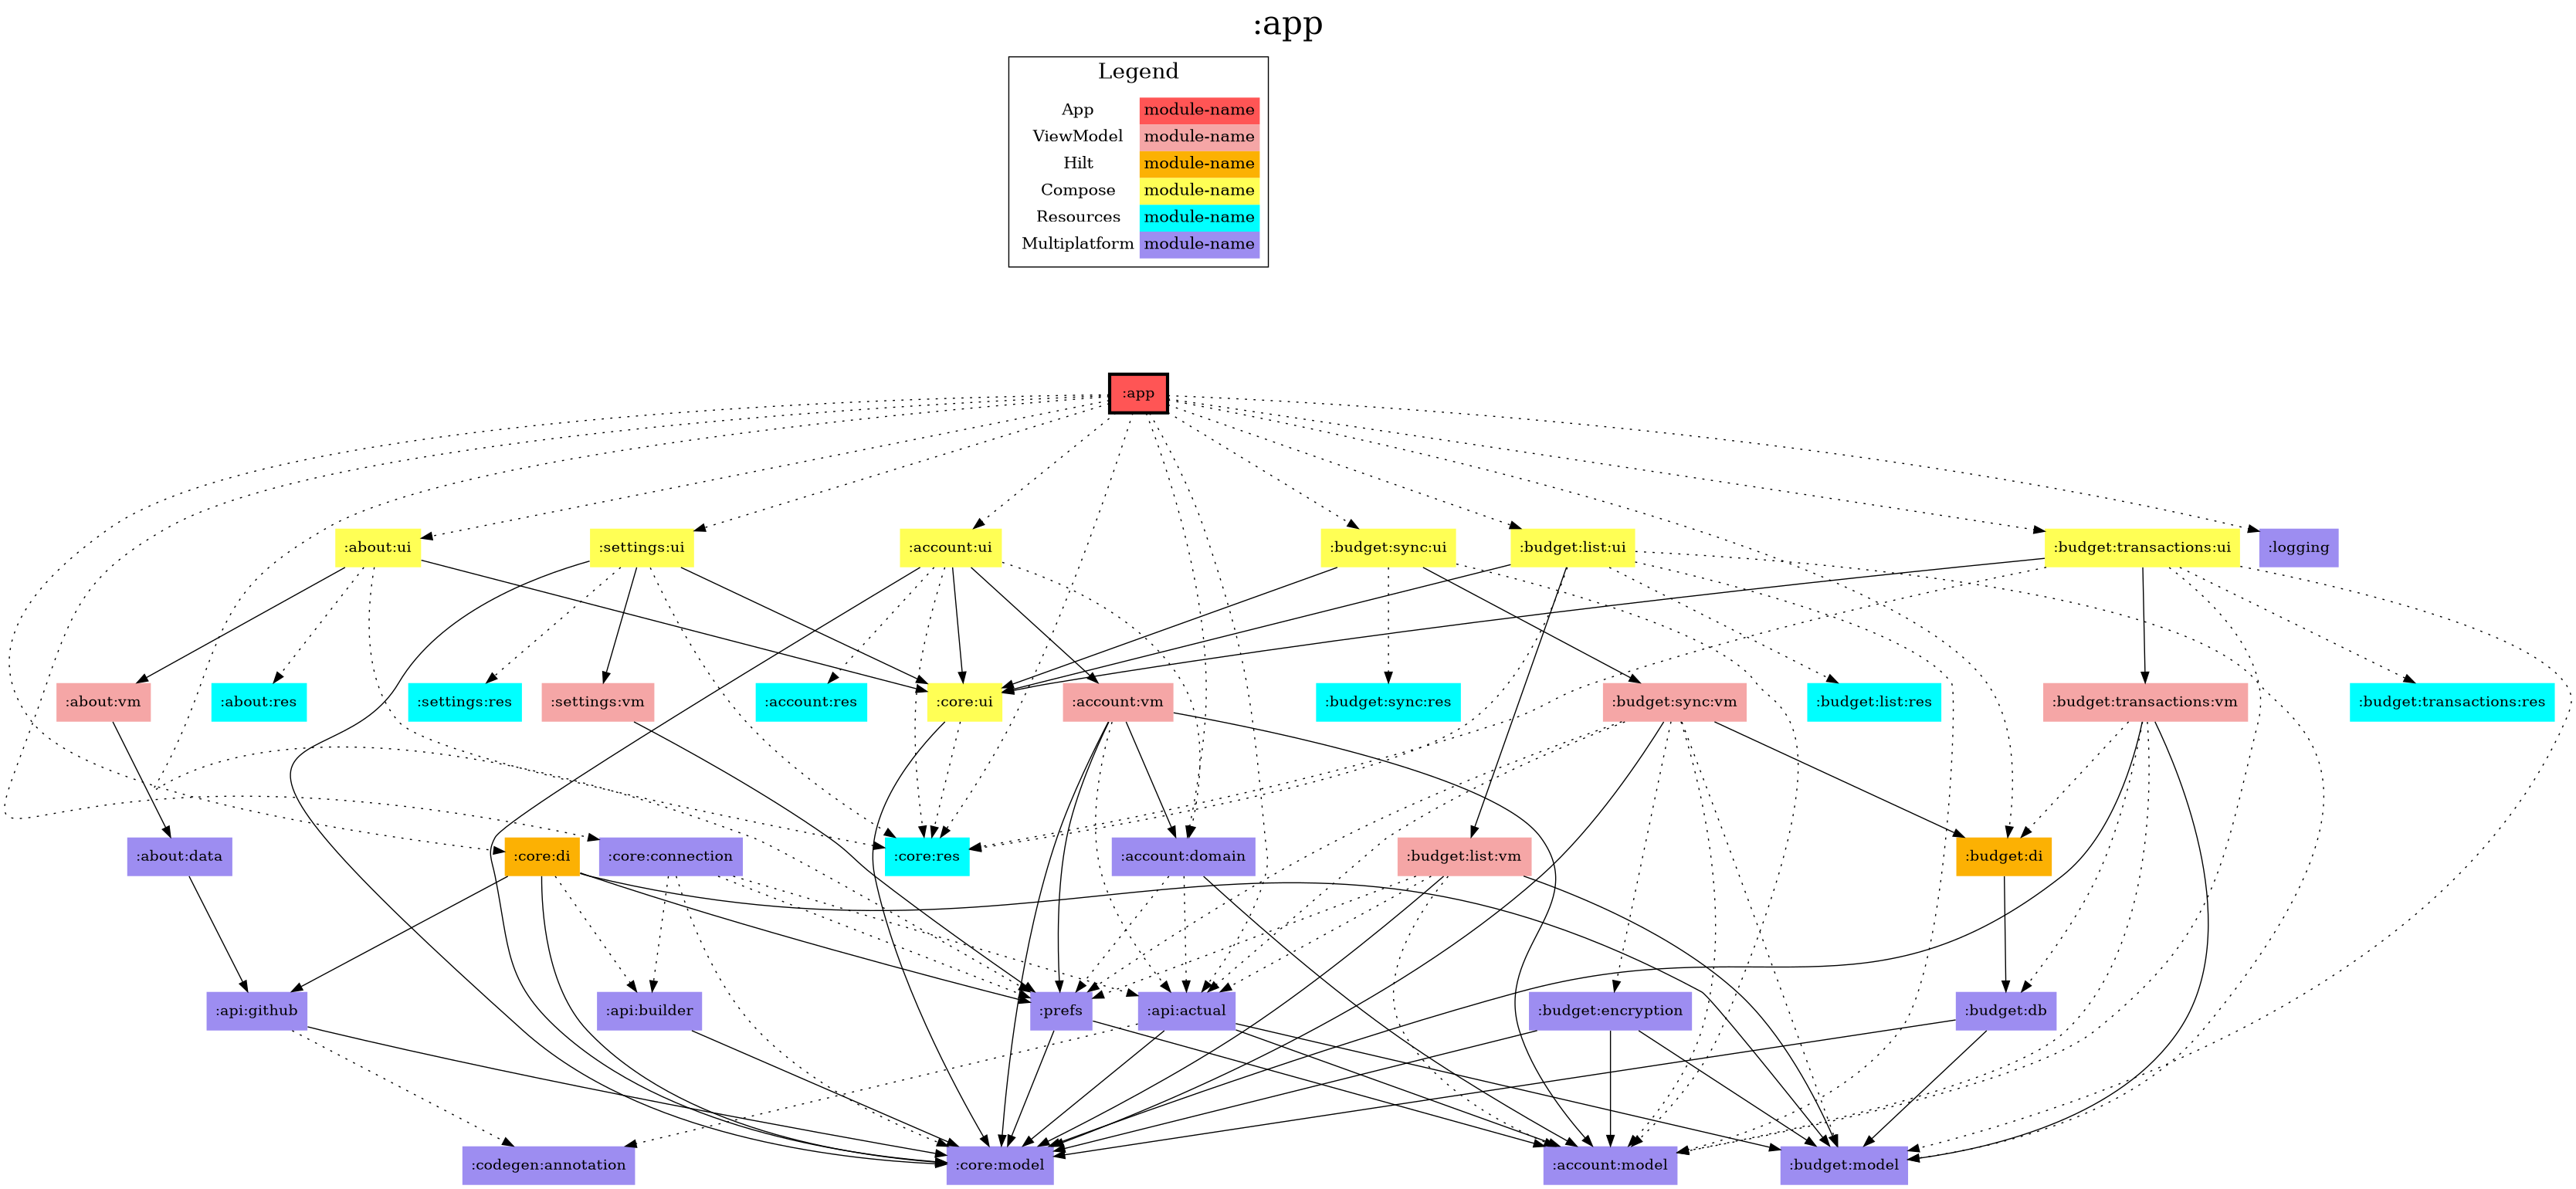 :app
Legend
App module-name
ViewModel module-name
Hilt module-name
Compose module-name
Resources module-name
Multiplatform module-name
:app
:about:ui :settings:ui :account:ui :budget:sync:ui :budget:list:ui :budget:transactions:ui :logging
:about:vm :about:res :settings:res :settings:vm :account:res :core:ui :account:vm :budget:sync:res :budget:sync:vm :budget:list:res :budget:transactions:vm :budget:transactions:res
:about:data :core:di :core:connection :core:res :account:domain :budget:list:vm :budget:di
:api:github :api:builder :prefs :api:actual :budget:encryption :budget:db
:codegen:annotation :core:model :account:model :budget:model